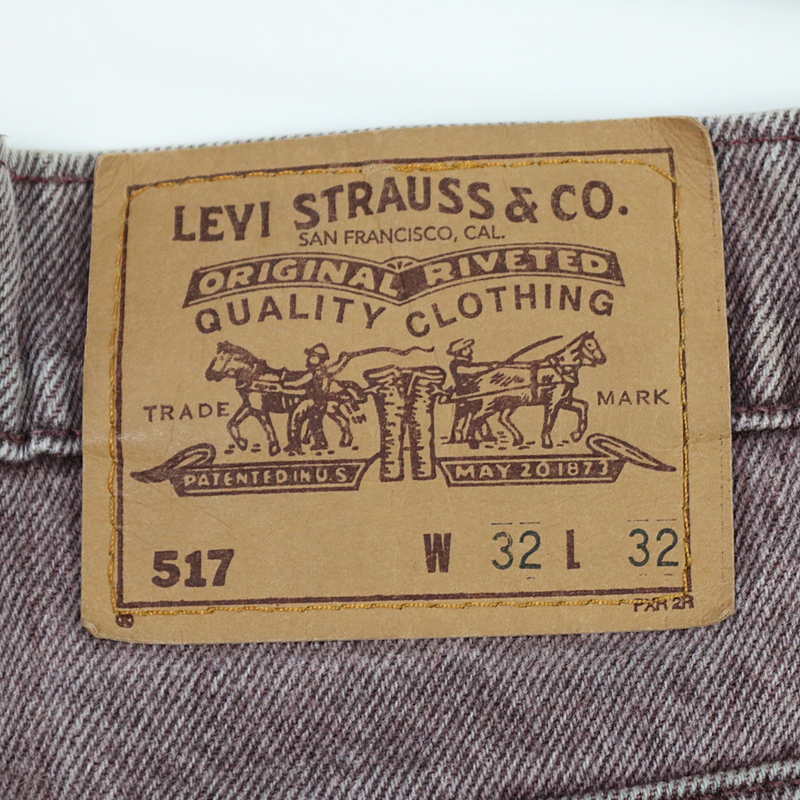 LEVI STRAUSS & CO.
SAN FRANCISCO, CAL.
ORIGINAL RIVETED
QUALITY CLOTHING
TRADE MARK
PATENTED IN U.S. MAY 20 1873
517 W 32 L 32
®